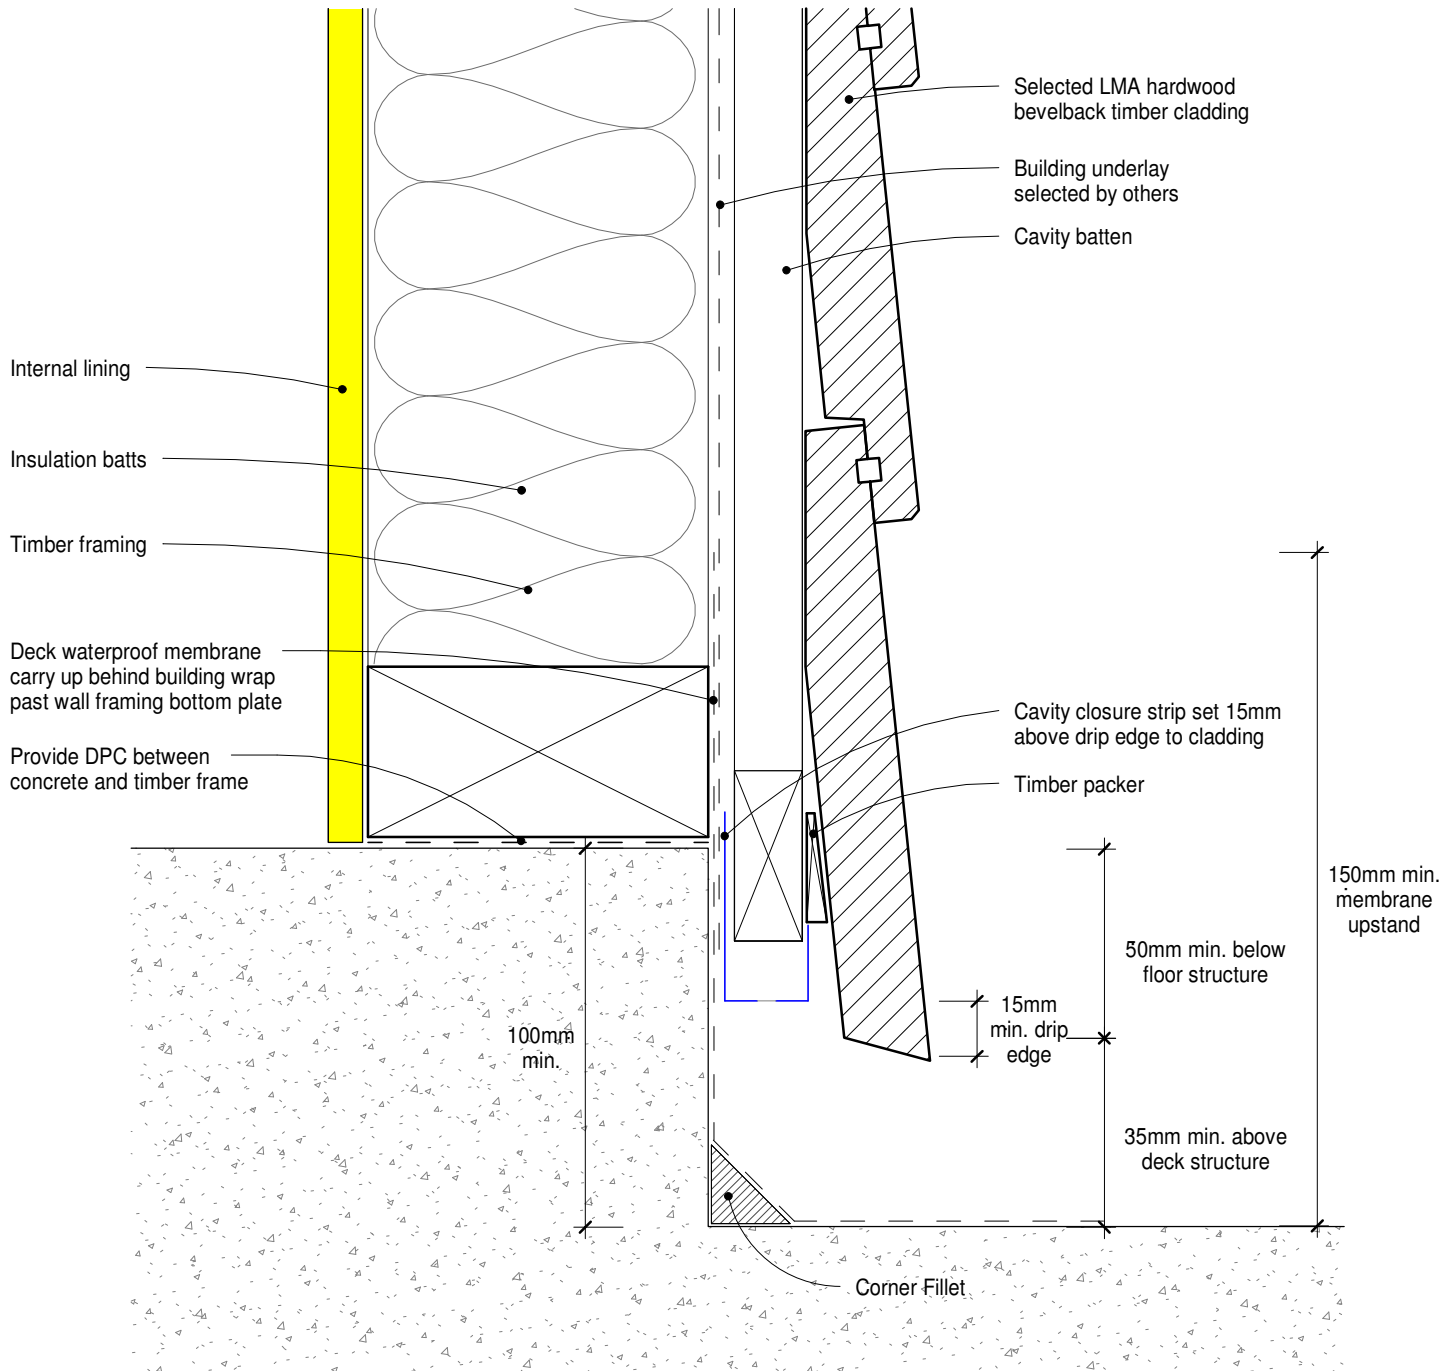 Selected LMA hardwood
bevelback timber cladding
Building underlay
selected by others
Cavity batten
Internal lining
Insulation batts
Timber framing
Deck waterproof membrane
carry up behind building wrap
past wall framing bottom plate
Provide DPC between
concrete and timber frame
Cavity closure strip set 15mm
above drip edge to cladding
Timber packer
150mm min.
membrane
upstand
50mm min. below
floor structure
15mm
min. drip
edge
100mm
min.
35mm min. above
deck structure
Corner Fillet